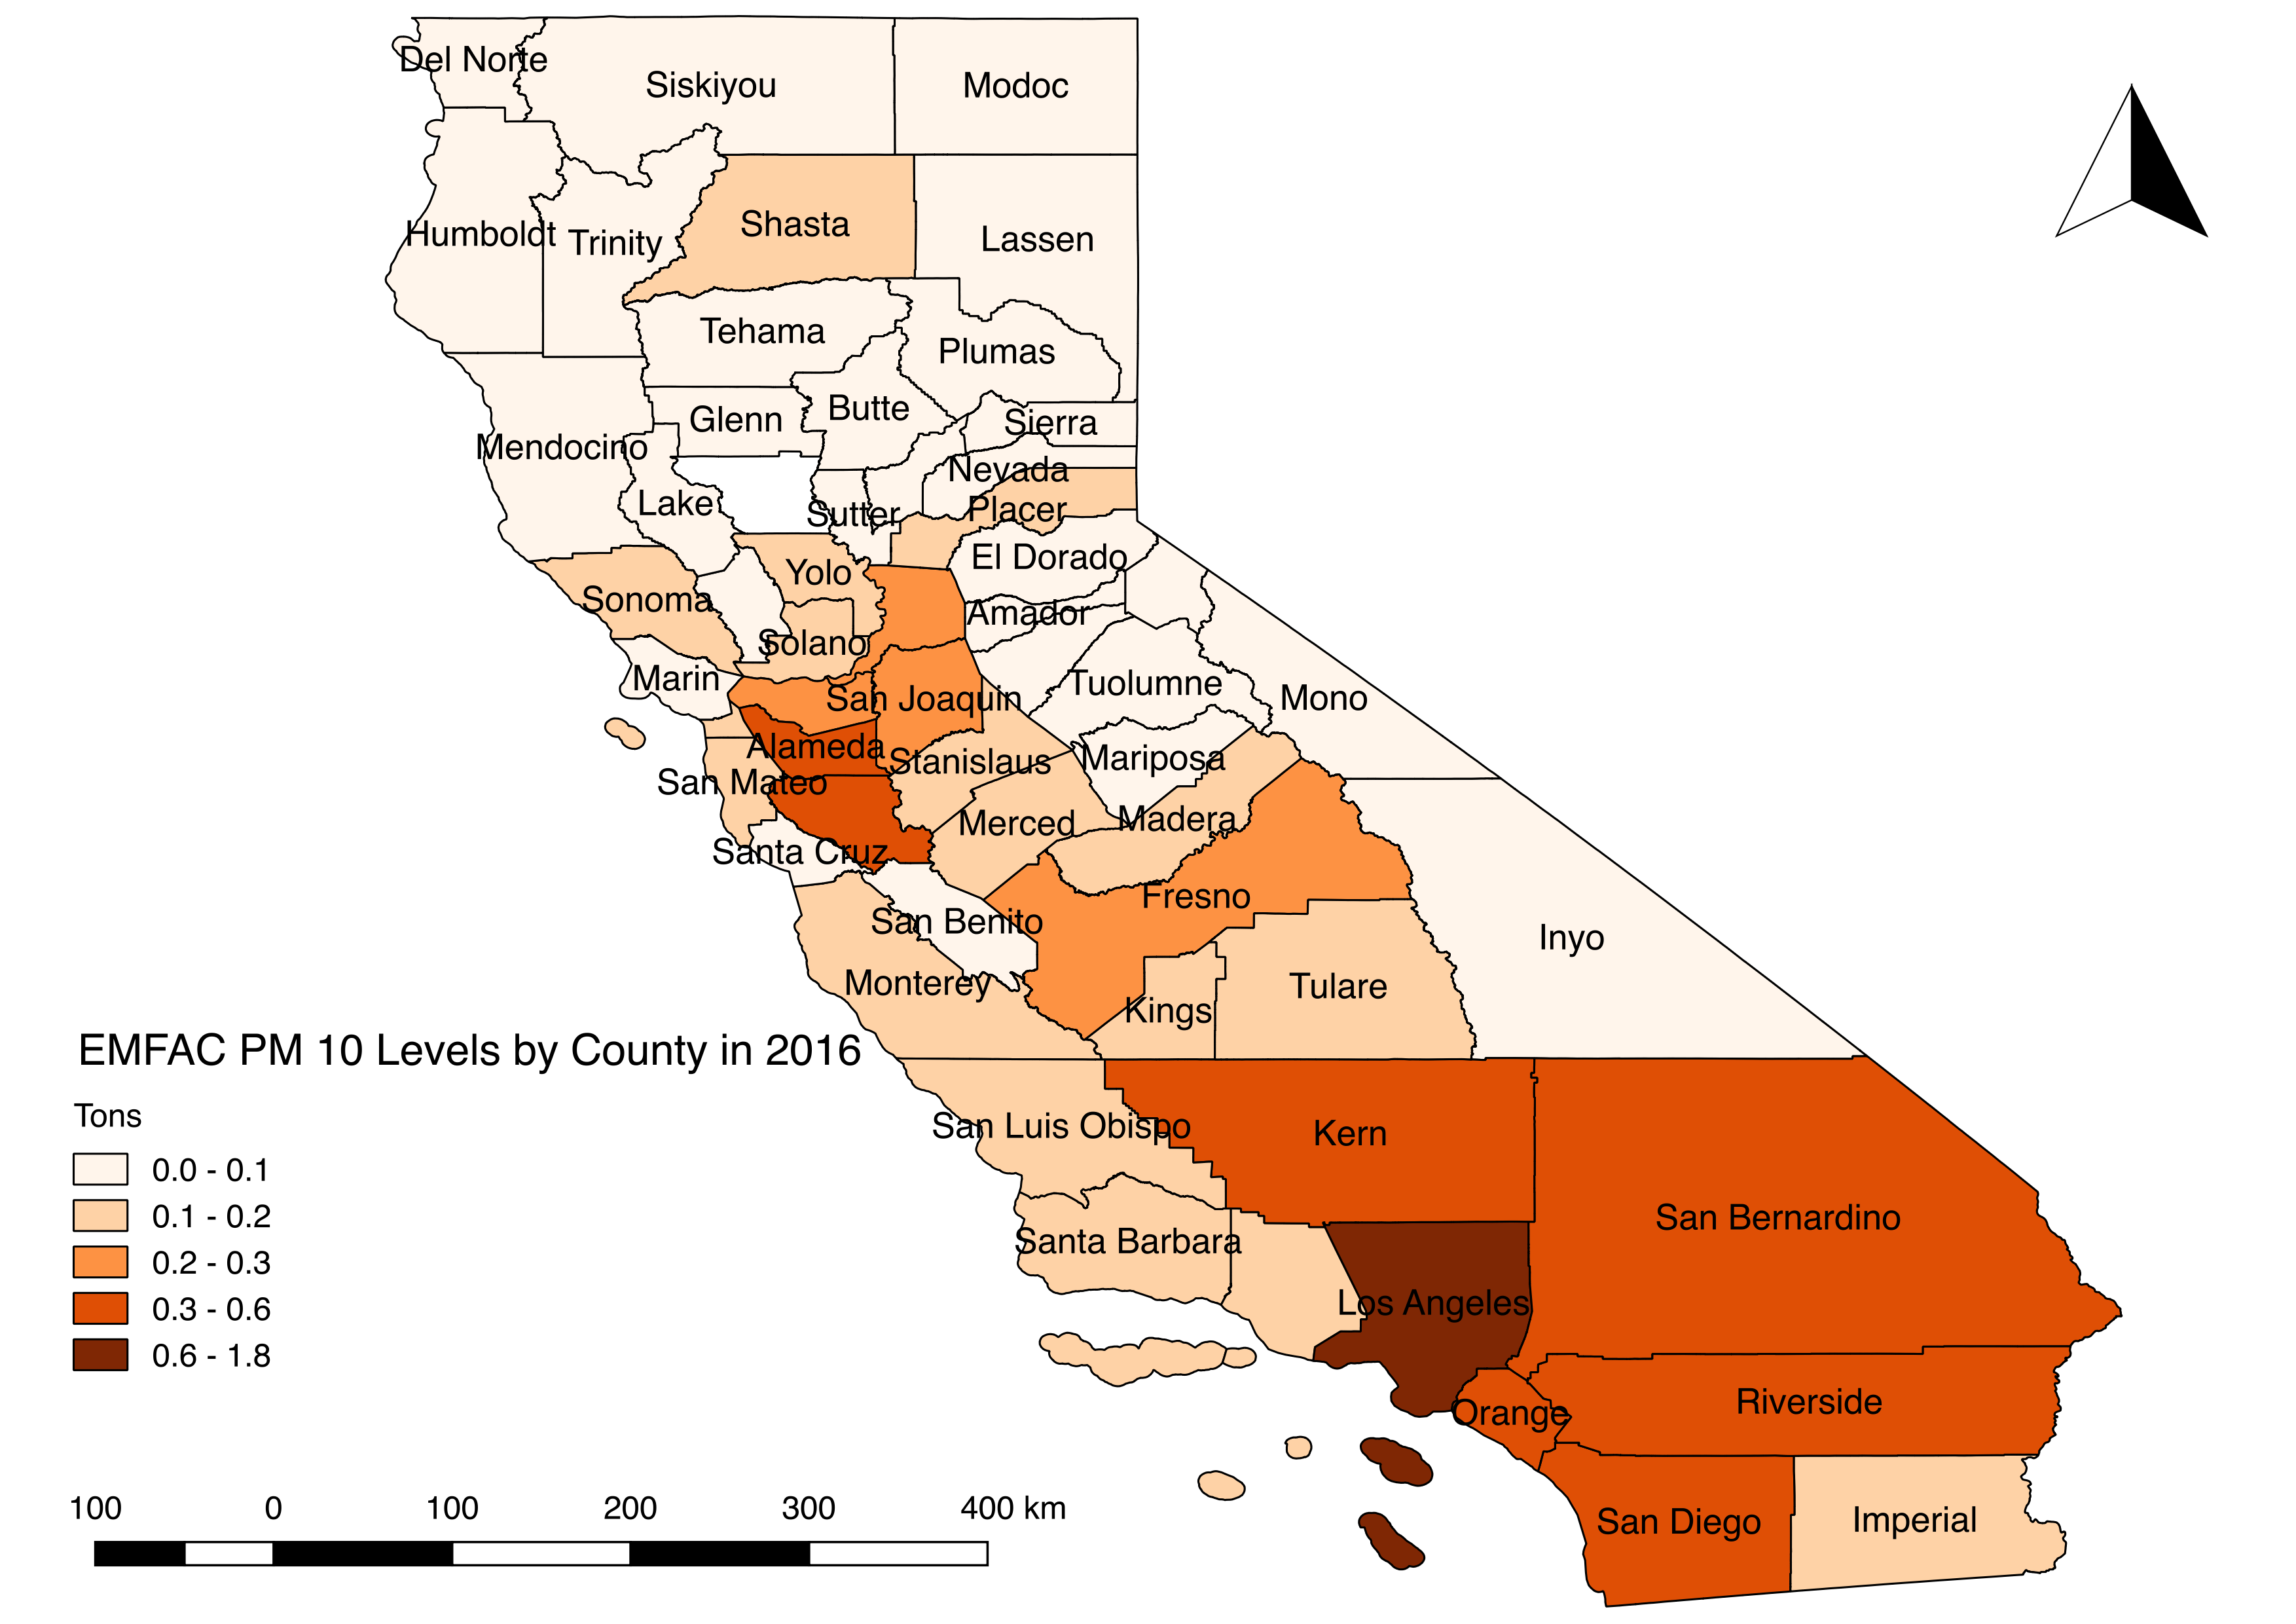 Del Norte
Siskiyou
Modoc
Humboldt
Trinity
Shasta
Lassen
Tehama
Plumas
Glenn
Butte
Sierra
Mendocino
Nevada
Lake
Sutter
Placer
El Dorado
Yolo
Sonoma
Amador
Solano
Marin
San Joaquin
Tuolumne
Mono
Alameda
Stanislaus
Mariposa
San Mateo
Merced
Madera
Santa Cruz
Fresno
San Benito
Inyo
Monterey
Kings
Tulare
San Luis Obispo
Kern
San Bernardino
Santa Barbara
Los Angeles
Riverside
Orange
San Diego
Imperial
EMFAC PM 10 Levels by County in 2016
Tons
0.0 - 0.1
0.1 - 0.2
0.2 - 0.3
0.3 - 0.6
0.6 - 1.8
100 0 100 200 300 400 km